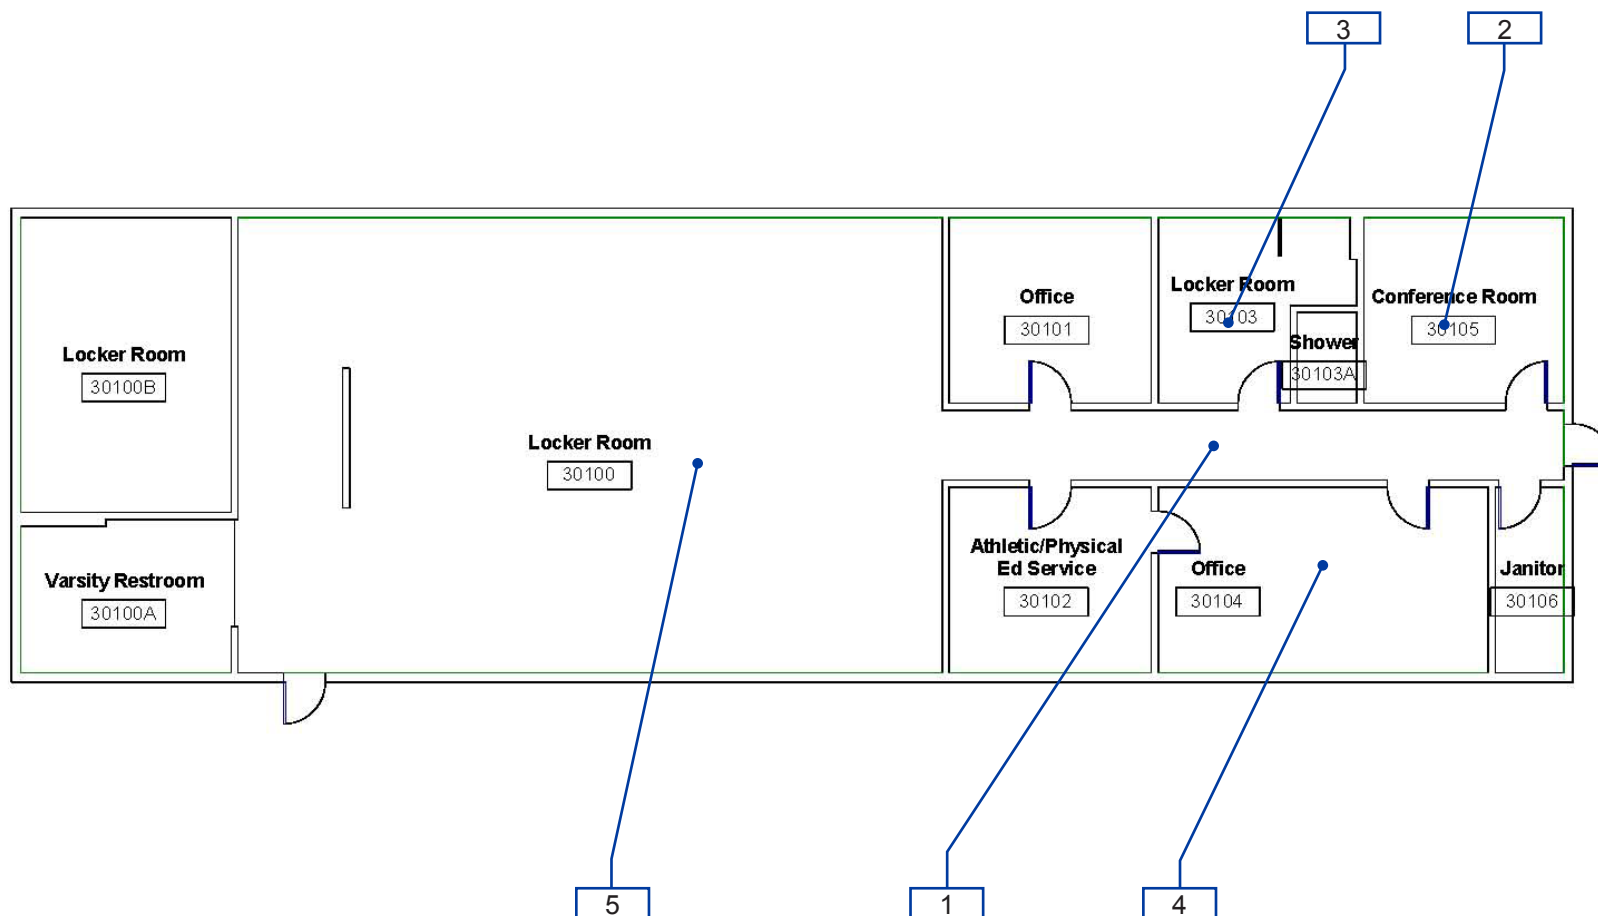 3
2
Locker Room
30103
Office
30101
Conference Room
30105
Shower
30103A
Locker Room
30100B
Locker Room
30100
Athletic/Physical
Ed Service
30102
Office
30104
Janitor
30106
Varsity Restroom
30100A
5
1
4